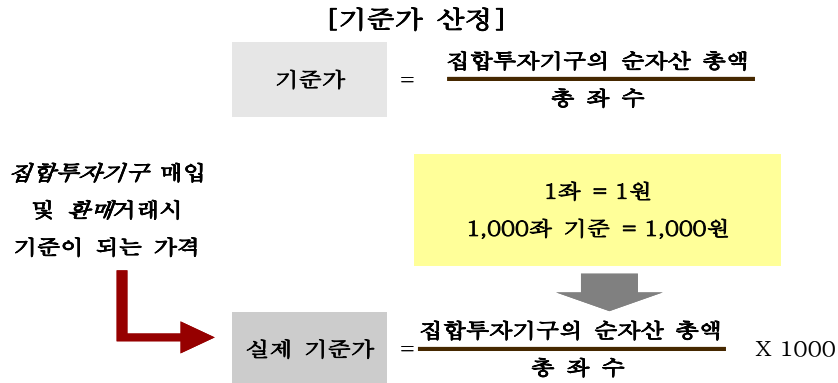 [기준가 산정]
기준가 = 집합투자기구의 순자산 총액
총 좌 수
집합투자기구 매입
및 환매거래시
기준이 되는 가격
1좌 = 1원
1,000좌 기준 = 1,000원
실제 기준가 = 집합투자기구의 순자산 총액 X 1000
총 좌 수